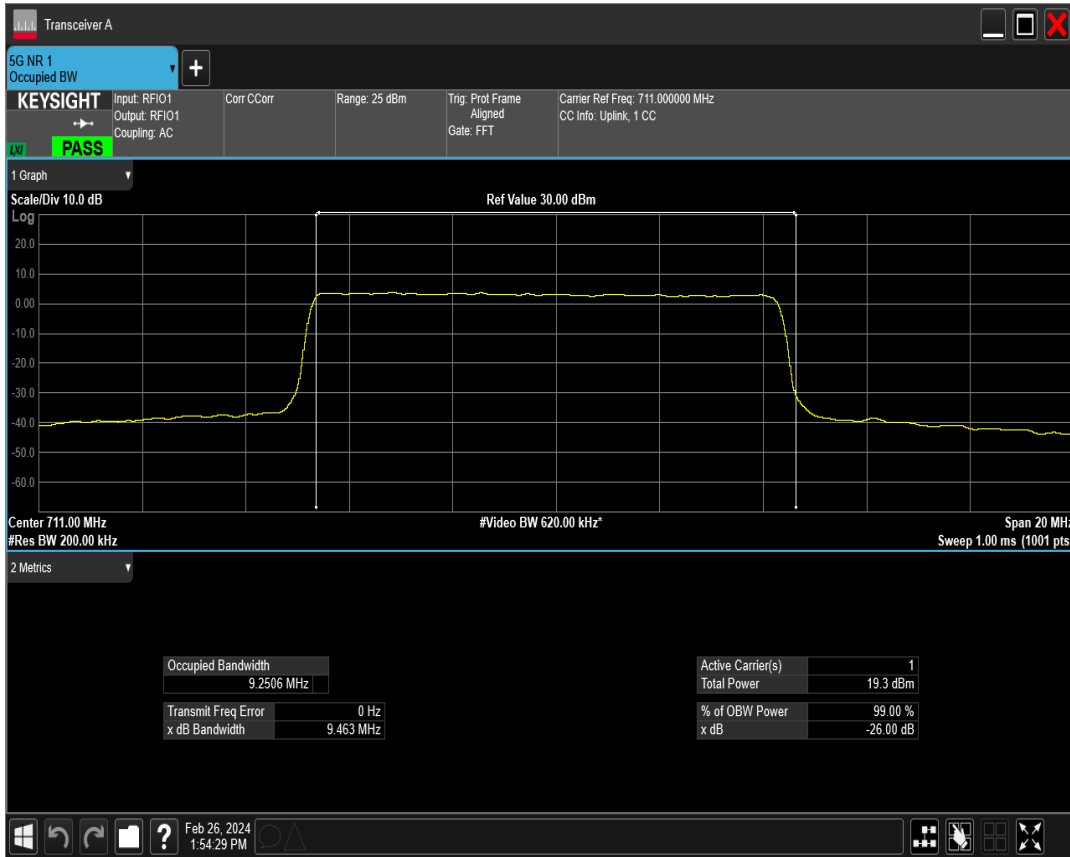 Transceiver A
5G NR 1
Occupied BW
KEYSIGHT
LXI
PASS
Input: RFIO1
Output: RFIO1
Coupling: AC
Corr CCorr
Range: 25 dBm
Trig: Prot Frame
Aligned
Gate: FFT
Carrier Ref Freq: 711.000000 MHz
CC Info: Uplink, 1 CC
1 Graph
Scale/Div 10.0 dB
Ref Value 30.00 dBm
Log
20.0
10.0
0.00
-10.0
-20.0
-30.0
-40.0
-50.0
-60.0
Center 711.00 MHz
#Video BW 620.00 kHz*
Span 20 MHz
#Res BW 200.00 kHz
Sweep 1.00 ms (1001 pts
2 Metrics
Occupied Bandwidth
9.2506 MHz
Transmit Freq Error 0 Hz
x dB Bandwidth 9.463 MHz
Active Carrier(s) 1
Total Power 19.3 dBm
% of OBW Power 99.00 %
x dB -26.00 dB
?
Feb 26, 2024
1:54:29 PM